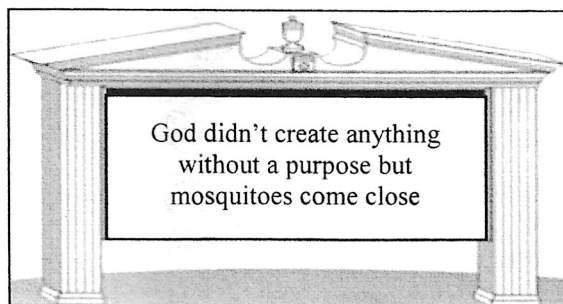 God didn't create anything
without a purpose but
mosquitoes come close